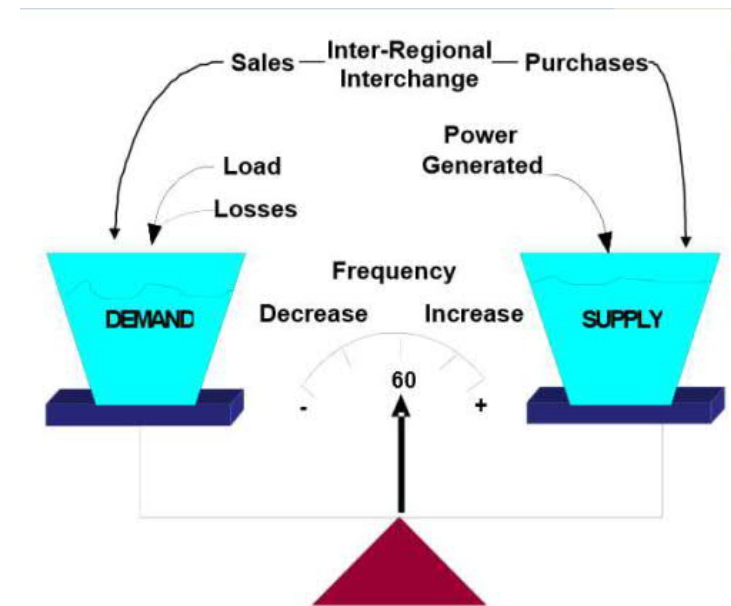 Sales
Inter-Regional
Interchange
Purchases
Load
Losses
Power
Generated
Frequency
Decrease
Increase
DEMAND
SUPPLY
60
-
+